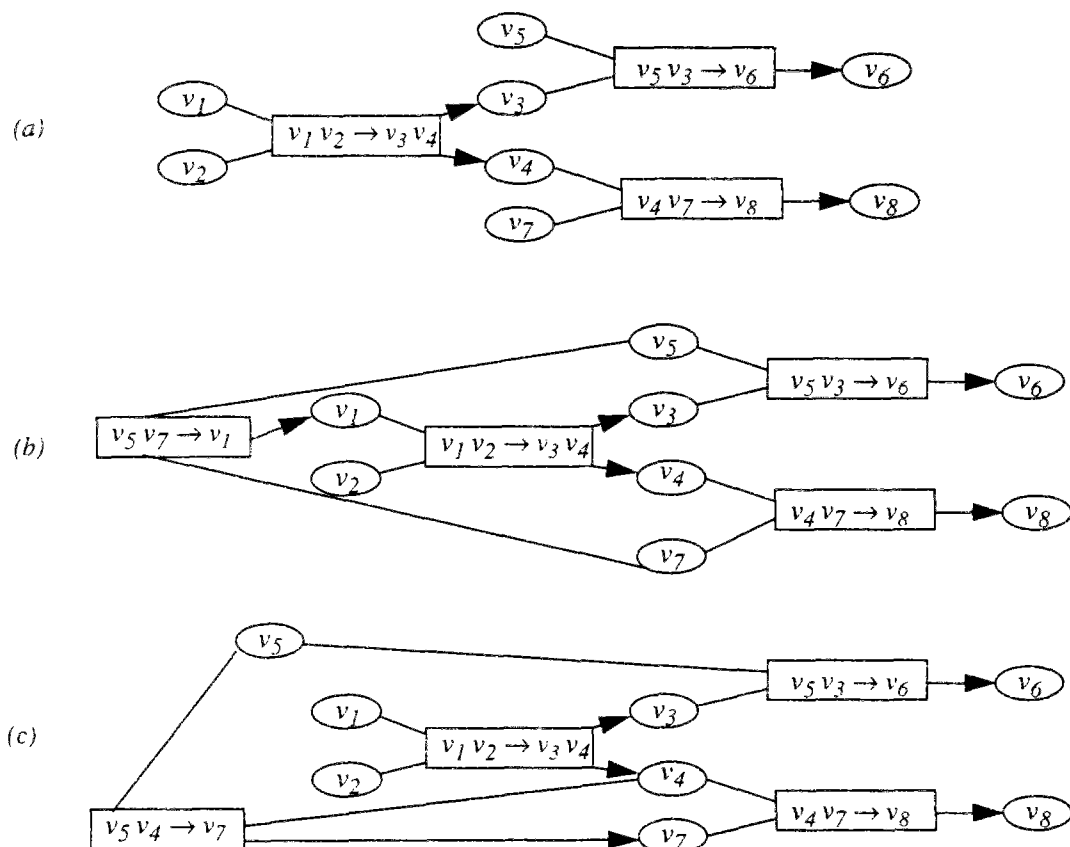 (a)
v5
v5 v3 → v6
v6
v1
v3
v1 v2 → v3 v4
v2
v4
v4 v7 → v8
v8
v7
(b)
v5
v5 v3 → v6
v6
v1
v3
v5 v7 → v1
v1 v2 → v3 v4
v2
v4
v4 v7 → v8
v8
v7
(c)
v5
v5 v3 → v6
v6
v1
v3
v1 v2 → v3 v4
v2
v4
v5 v4 → v7
v4 v7 → v8
v8
v7